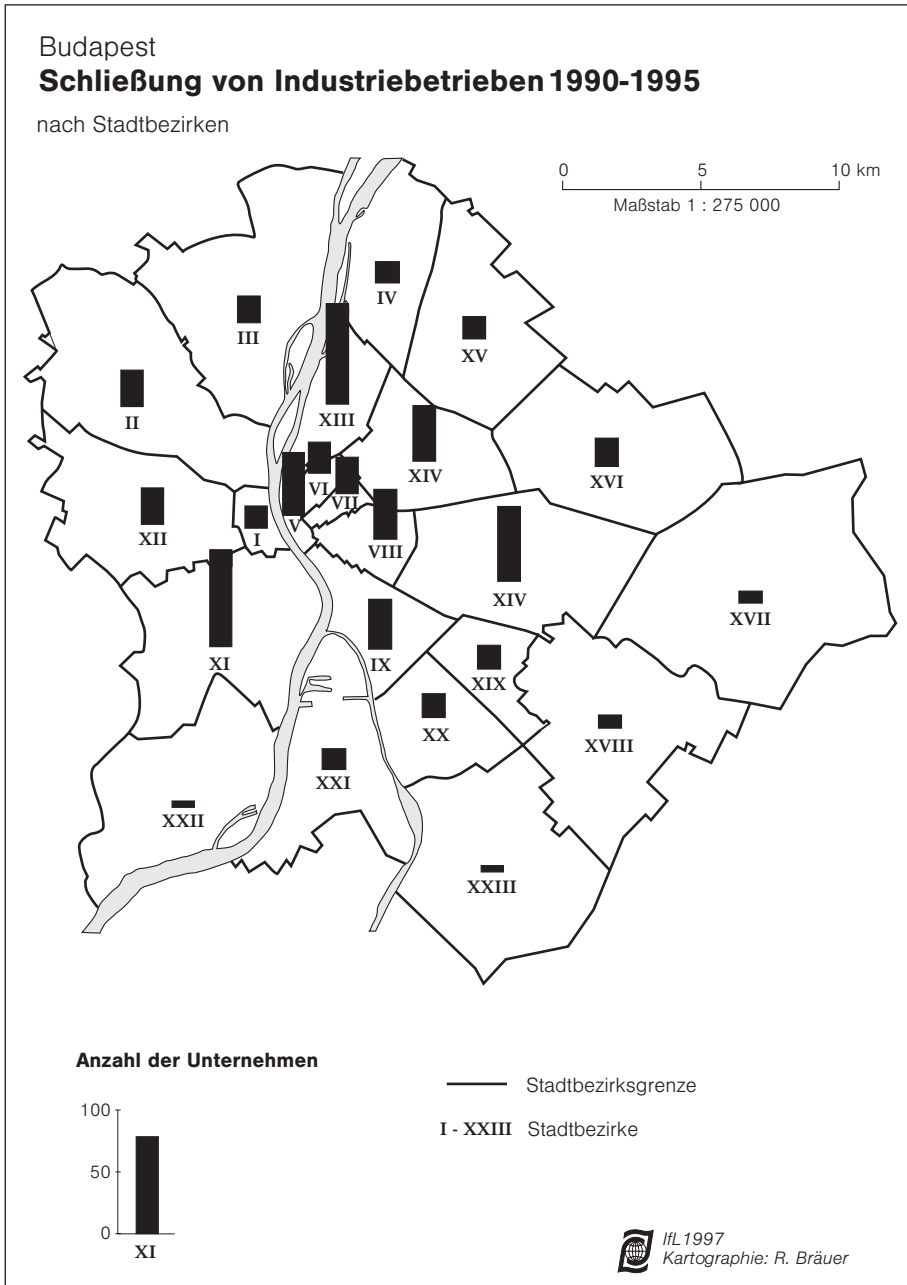 Budapest
Schließung von Industriebetrieben 1990-1995
nach Stadtbezirken
0 5 10 km
Maßstab 1 : 275 000
IV
III
XV
II
XIII
XIV
VI
XVI
VII
V
XII
I
VIII
XIV
XVII
XI
IX
XIX
XX
XVIII
XXI
XXII
XXIII
Anzahl der Unternehmen
100
50
0
XI
Stadtbezirksgrenze
I - XXIII Stadtbezirke
IfL1997
Kartographie: R. Bräuer